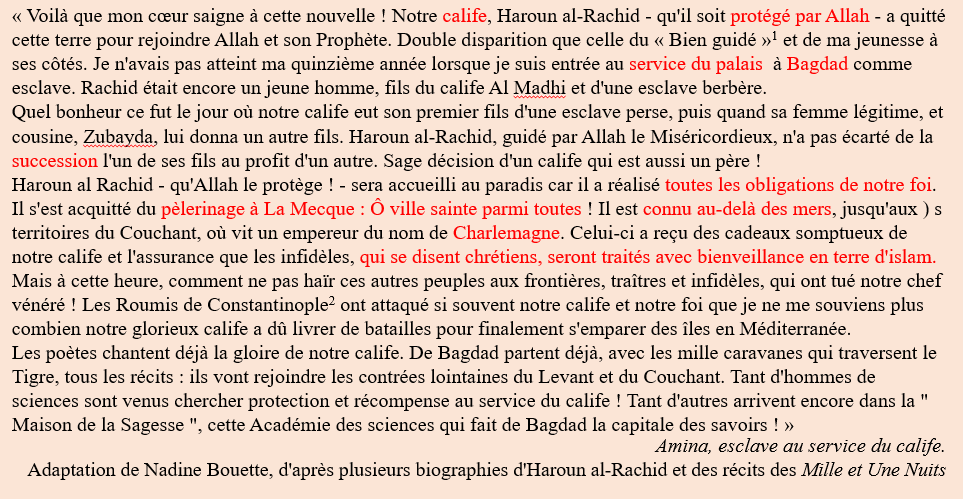 « Voilà que mon cœur saigne à cette nouvelle ! Notre calife, Haroun al-Rachid - qu'il soit protégé par Allah - a quitté
cette terre pour rejoindre Allah et son Prophète. Double disparition que celle du « Bien guidé »¹ et de ma jeunesse à
ses côtés. Je n'avais pas atteint ma quinzième année lorsque je suis entrée au service du palais à Bagdad comme
esclave. Rachid était encore un jeune homme, fils du calife Al Madhi et d'une esclave berbère.
Quel bonheur ce fut le jour où notre calife eut son premier fils d'une esclave perse, puis quand sa femme légitime, et
cousine, Zubayda, lui donna un autre fils. Haroun al-Rachid, guidé par Allah le Miséricordieux, n'a pas écarté de la
succession l'un de ses fils au profit d'un autre. Sage décision d'un calife qui est aussi un père !
Haroun al Rachid - qu'Allah le protège ! - sera accueilli au paradis car il a réalisé toutes les obligations de notre foi.
Il s'est acquitté du pèlerinage à La Mecque : Ô ville sainte parmi toutes ! Il est connu au-delà des mers, jusqu'aux ) s
territoires du Couchant, où vit un empereur du nom de Charlemagne. Celui-ci a reçu des cadeaux somptueux de
notre calife et l'assurance que les infidèles, qui se disent chrétiens, seront traités avec bienveillance en terre d'islam.
Mais à cette heure, comment ne pas haïr ces autres peuples aux frontières, traîtres et infidèles, qui ont tué notre chef
vénéré ! Les Roumis de Constantinople² ont attaqué si souvent notre calife et notre foi que je ne me souviens plus
combien notre glorieux calife a dû livrer de batailles pour finalement s'emparer des îles en Méditerranée.
Les poètes chantent déjà la gloire de notre calife. De Bagdad partent déjà, avec les mille caravanes qui traversent le
Tigre, tous les récits : ils vont rejoindre les contrées lointaines du Levant et du Couchant. Tant d'hommes de
sciences sont venus chercher protection et récompense au service du calife ! Tant d'autres arrivent encore dans la "
Maison de la Sagesse ", cette Académie des sciences qui fait de Bagdad la capitale des savoirs ! »
Amina, esclave au service du calife.
Adaptation de Nadine Bouette, d'après plusieurs biographies d'Haroun al-Rachid et des récits des Mille et Une Nuits